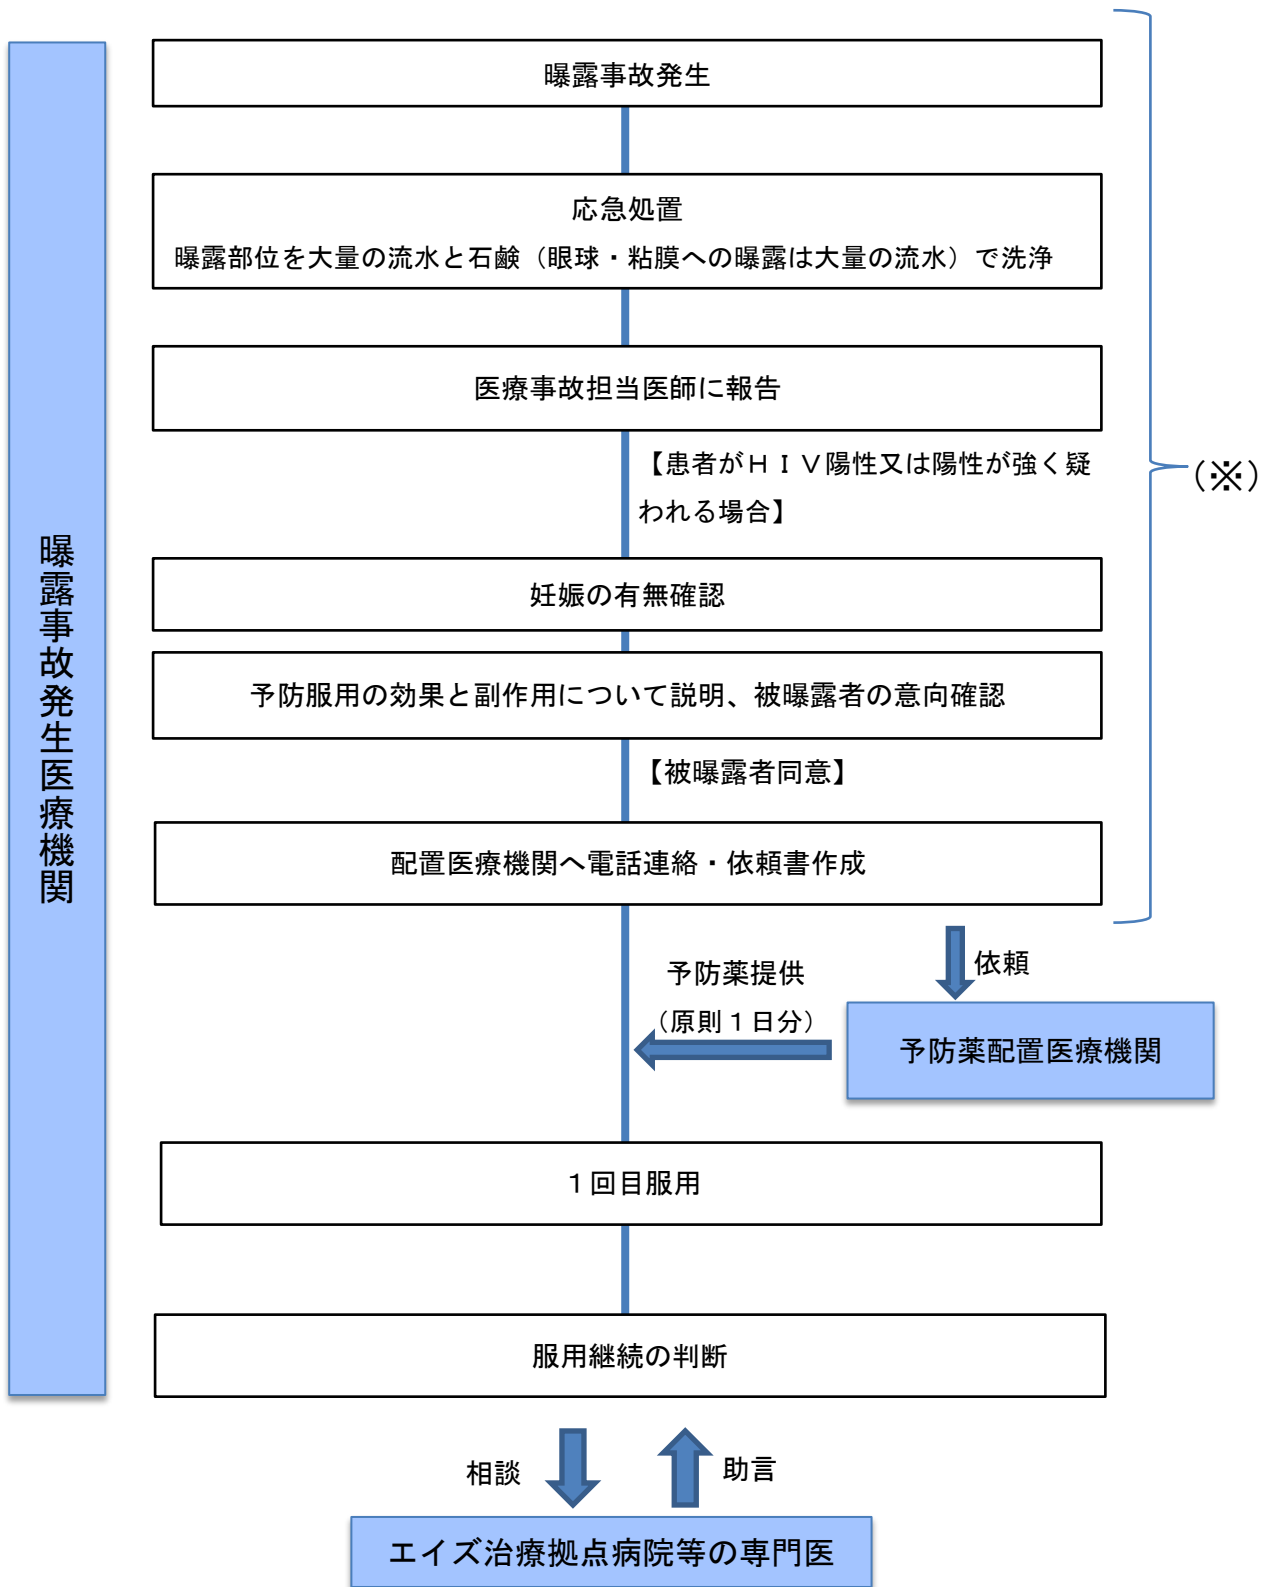 曝露事故発生医療機関
曝露事故発生
応急処置
曝露部位を大量の流水と石鹸（眼球・粘膜への曝露は大量の流水）で洗浄
医療事故担当医師に報告
【患者がＨＩＶ陽性又は陽性が強く疑
われる場合】
（※）
妊娠の有無確認
予防服用の効果と副作用について説明、被曝露者の意向確認
【被曝露者同意】
配置医療機関へ電話連絡・依頼書作成
依頼
予防薬提供
（原則１日分）
予防薬配置医療機関
１回目服用
服用継続の判断
相談
助言
エイズ治療拠点病院等の専門医